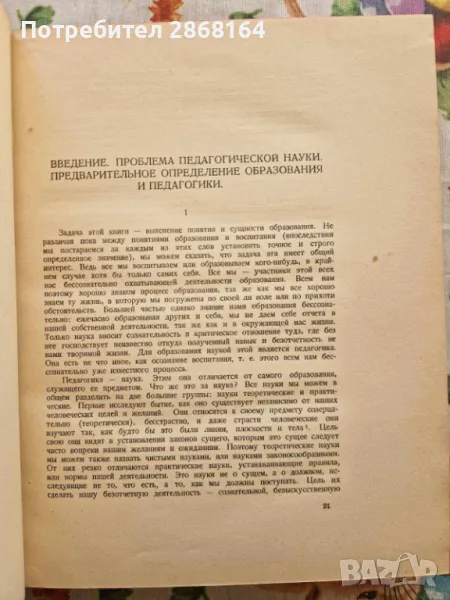 Потребител 2868164
ВВЕДЕНИЕ. ПРОБЛЕМА ПЕДАГОГИЧЕСКОЙ НАУКИ.
ПРЕДВАРИТЕЛЬНОЕ ОПРЕДЕЛЕНИЕ ОБРАЗОВАНИЯ
И ПЕДАГОГИКИ.
1
Задача этой книги — выяснение понятия и сущности образования. Не
различая пока между понятиями образования и воспитания (впоследствии
мы постараемся за каждым из этих слов установить точное и строго
определенное значение), мы можем сказать, что задача эта имеет общий
интерес. Ведь все мы воспитываем или образовываем кого-нибудь, в край-
нем случае хотя бы только самих себя. Все мы — участники этой всех
нас бессознательно охватывающей деятельности образования. Всем нам
поэтому хорошо знаком процесс образования, так же как мы все хорошо
знаем ту жизнь, в которую мы погружены по своей ли воле или по прихоти
обстоятельств. Большей частью однако знание нами образования бессозна-
тельно: ежечасно образовывая других и себя, мы не даем себе отчета в
нашей собственной деятельности, так же как и в окружающей нас жизни.
Только наука вносит сознательность и критическое отношение туда, где без
нее господствует неизвестно откуда полученный навык и безотчетность не
вами творимой жизни. Для образования наукой этой является педагогика.
Она есть не что иное, как осознание воспитания, т. е. этого всем нам бес-
сознательно уже известного процесса.
Педагогика — наука. Этим она отличается от самого образования,
служащего ее предметом. Что же это за наука? Все науки мы можем в
общем разделить на две большие группы: науки теоретические и практи-
ческие. Первые исследуют бытие, как оно существует независимо от наших
человеческих целей и желаний. Они относятся к своему предмету созерца-
тельно (теоретически), бесстрастно, и даже страсти человеческие они
изучают так, как будто бы это были линии, плоскости и тела¹. Цель
свою они видят в установлении законов сущего, которым это сущее следует
часто вопреки нашим желаниям и ожиданиям. Поэтому теоретические науки
мы можем также назвать чистыми науками, или науками законосообразными.
От них резко отличаются практические науки, устанавливающие правила,
или нормы нашей деятельности. Это науки не о сущем, а о должном, ис-
следующие не то, что есть, а то, как мы должны поступать. Цель их
сделать нашу безотчетную деятельность — сознательной, безыскусственную
21
BAZAR